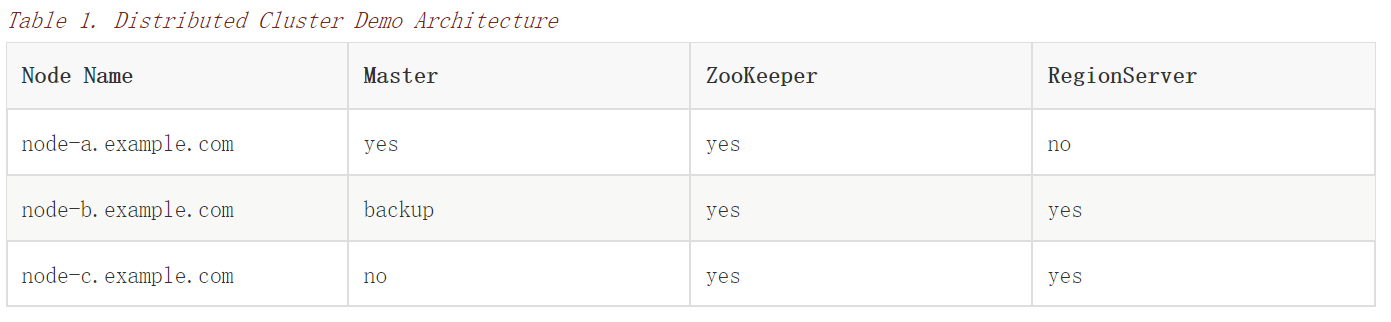 Table 1. Distributed Cluster Demo Architecture
Node Name Master ZooKeeper RegionServer
node-a.example.com yes yes no
node-b.example.com backup yes yes
node-c.example.com no yes yes